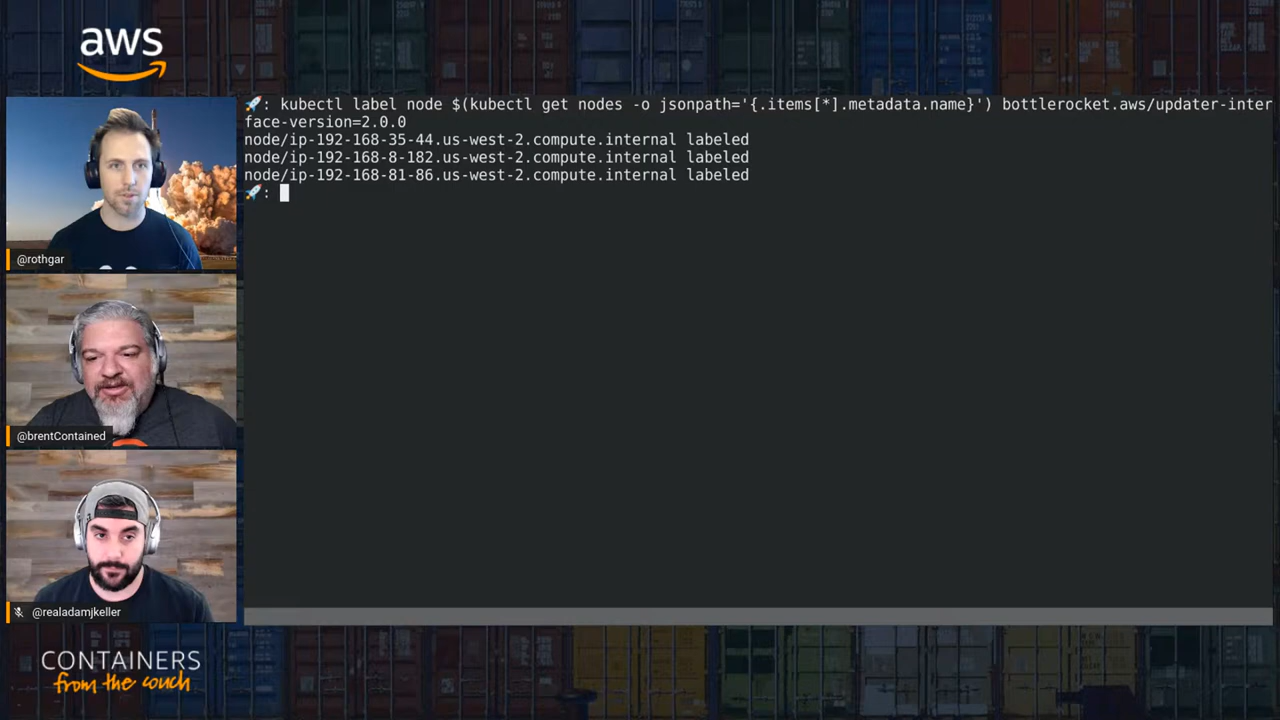 aws
🚀: kubectl label node $(kubectl get nodes -o jsonpath='{.items[*].metadata.name}') bottlerocket.aws/updater-inter
face-version=2.0.0
node/ip-192-168-35-44.us-west-2.compute.internal labeled
node/ip-192-168-8-182.us-west-2.compute.internal labeled
node/ip-192-168-81-86.us-west-2.compute.internal labeled
🚀:
@rothgar
@brentContained
@realadamjkeller
CONTAINERS
from the couch